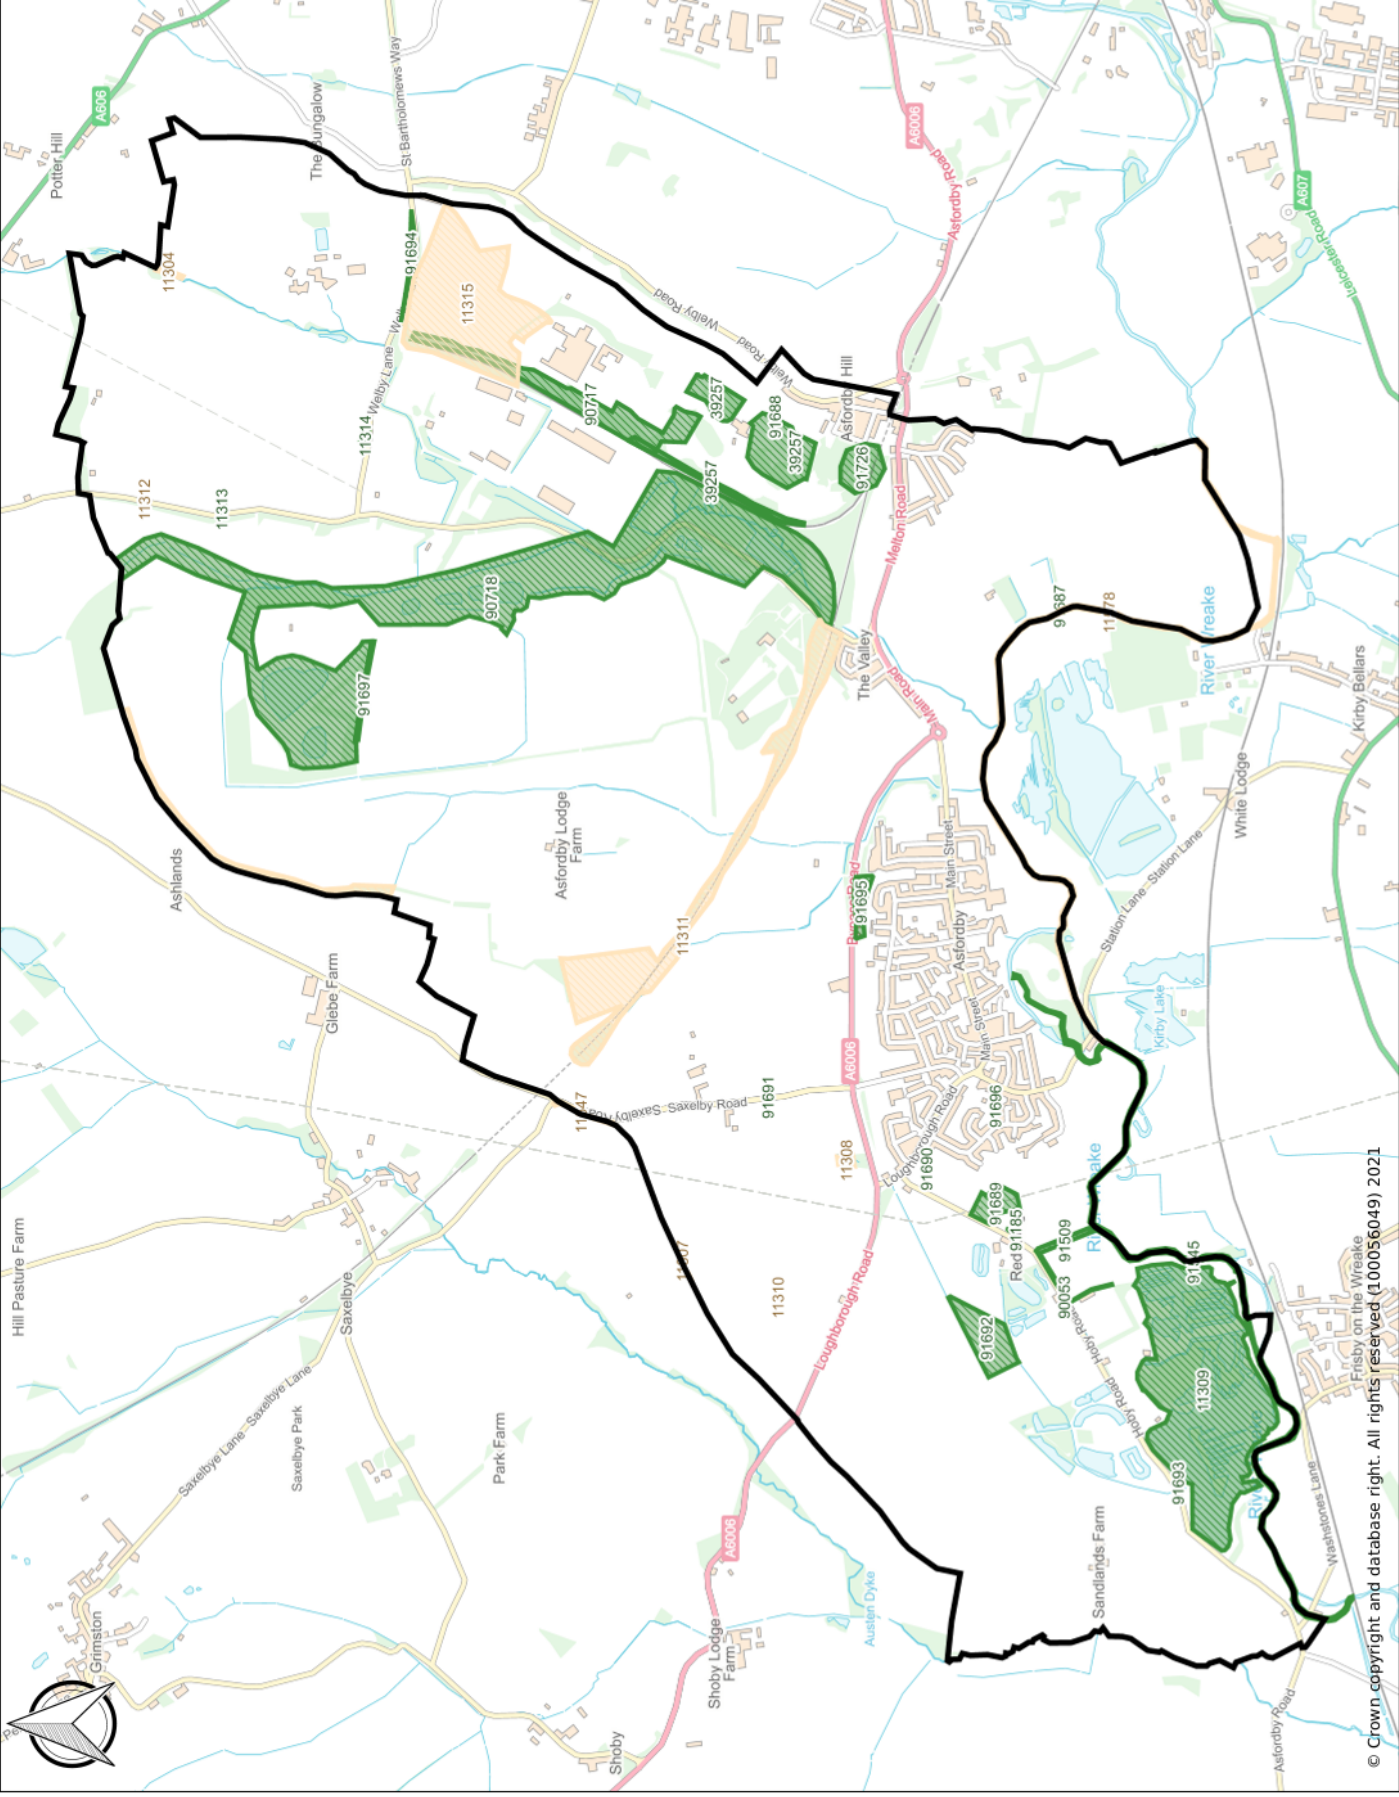 Potter Hill
A606
The Bungalow
St Bartholomews Way
11304
91694
11315
Welby Lane
11314
11312
11313
90717
39257
91688
39257
39257
91726
Asfordby Hill
Welby Road
A6006
Asfordby Road
A607
Leicester Road
Melton Road
90718
91697
The Valley
Main Road
River Wreake
Kirby Bellars
White Lodge
Ashlands
Asfordby Lodge
Farm
11311
91695
Main Street
Asfordby
Main Street
Station Lane
Station Lane
Kirby Lake
Glebe Farm
Saxelby Road
91691
A6006
11308
Loughborough Road
91690
91696
91689
91185
91509
90053
Hoby Road
Hoby Road
91692
11309
91693
11310
Loughborough Road
Hill Pasture Farm
Saxelbye
Saxelbye Lane
Saxelbye Lane
Saxelbye Park
Park Farm
A6006
Grimston
Shoby Lodge
Farm
Shoby
Austen Dyke
Sandlands Farm
Asfordby Road
Washstones Lane
Frisby on the Wreake
© Crown copyright and database right. All rights reserved (100056049) 2021